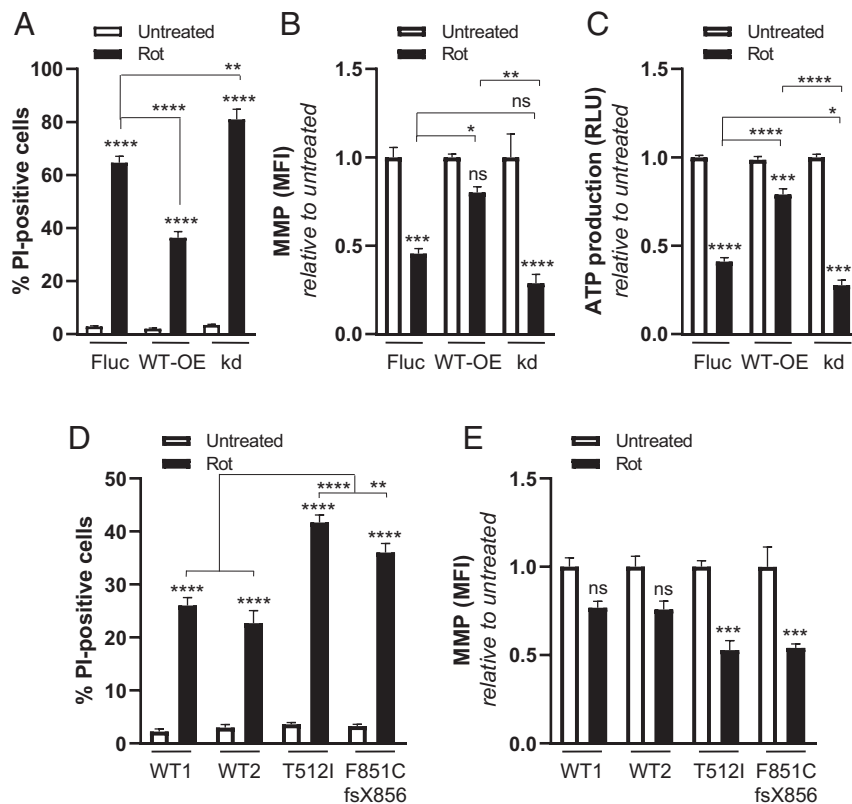 A
Untreated
Rot
% PI-positive cells
100
80
60
40
20
0
**
****
****
****
****
Fluc
WT-OE
kd
B
Untreated
Rot
MMP (MFI)
relative to untreated
1.5
1.0
0.5
0.0
**
ns
*
ns
***
****
Fluc
WT-OE
kd
C
Untreated
Rot
ATP production (RLU)
relative to untreated
1.5
1.0
0.5
0.0
****
*
****
***
****
***
Fluc
WT-OE
kd
D
Untreated
Rot
% PI-positive cells
50
40
30
20
10
0
****
**
****
****
****
****
WT1
WT2
T512I
F851C
fsX856
E
Untreated
Rot
MMP (MFI)
relative to untreated
1.5
1.0
0.5
0.0
ns
ns
***
***
WT1
WT2
T512I
F851C
fsX856